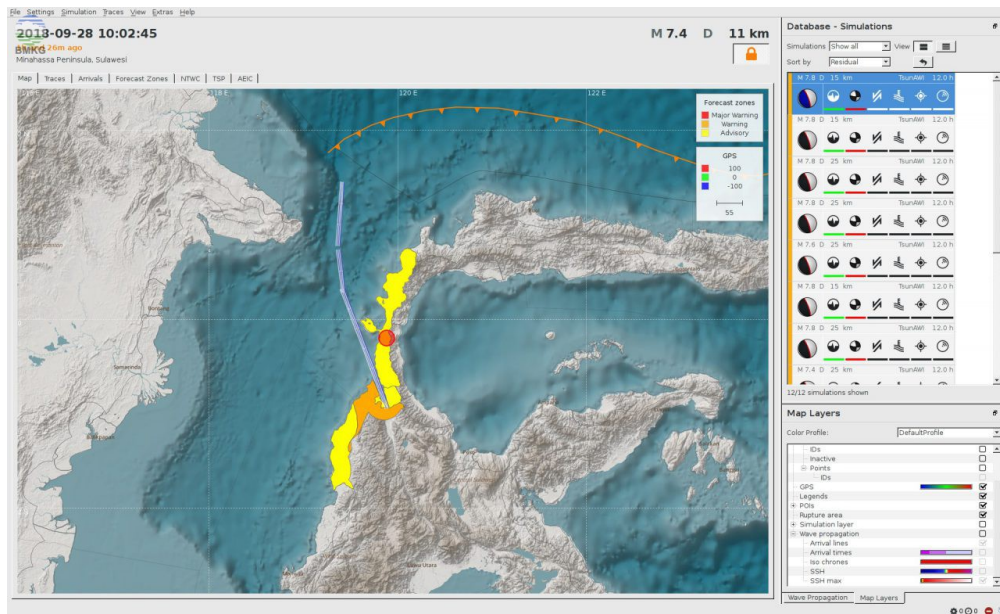 File Settings Simulation Traces View Extras Help
2018-09-28 10:02:45
26m ago
BMKG
Minahassa Peninsula, Sulawesi
M 7.4 D 11 km
Map Traces Arrivals Forecast Zones NTWC TSP AEIC
118 E 120 E 122 E
Forecast zones
Major Warning
Warning
Advisory
GPS
100
0
-100
55
Samarinda
Balikpapan
Database - Simulations
Simulations Show all View
Sort by Residual
M 7.8 D 15 km TsunAWI 12.0 h
M 7.8 D 15 km TsunAWI 12.0 h
M 7.8 D 25 km TsunAWI 12.0 h
M 7.8 D 25 km TsunAWI 12.0 h
M 7.6 D 25 km TsunAWI 12.0 h
M 7.8 D 15 km TsunAWI 12.0 h
M 7.8 D 25 km TsunAWI 12.0 h
M 7.4 D 25 km TsunAWI 12.0 h
12/12 simulations shown
Map Layers
Color Profile: DefaultProfile
IDs
Inactive
Points
IDs
GPS
Legends
POIs
Rupture area
Simulation layer
Wave propagation
Arrival lines
Arrival times
Iso chrones
SSH
SSH max
Wave Propagation Map Layers
0 0